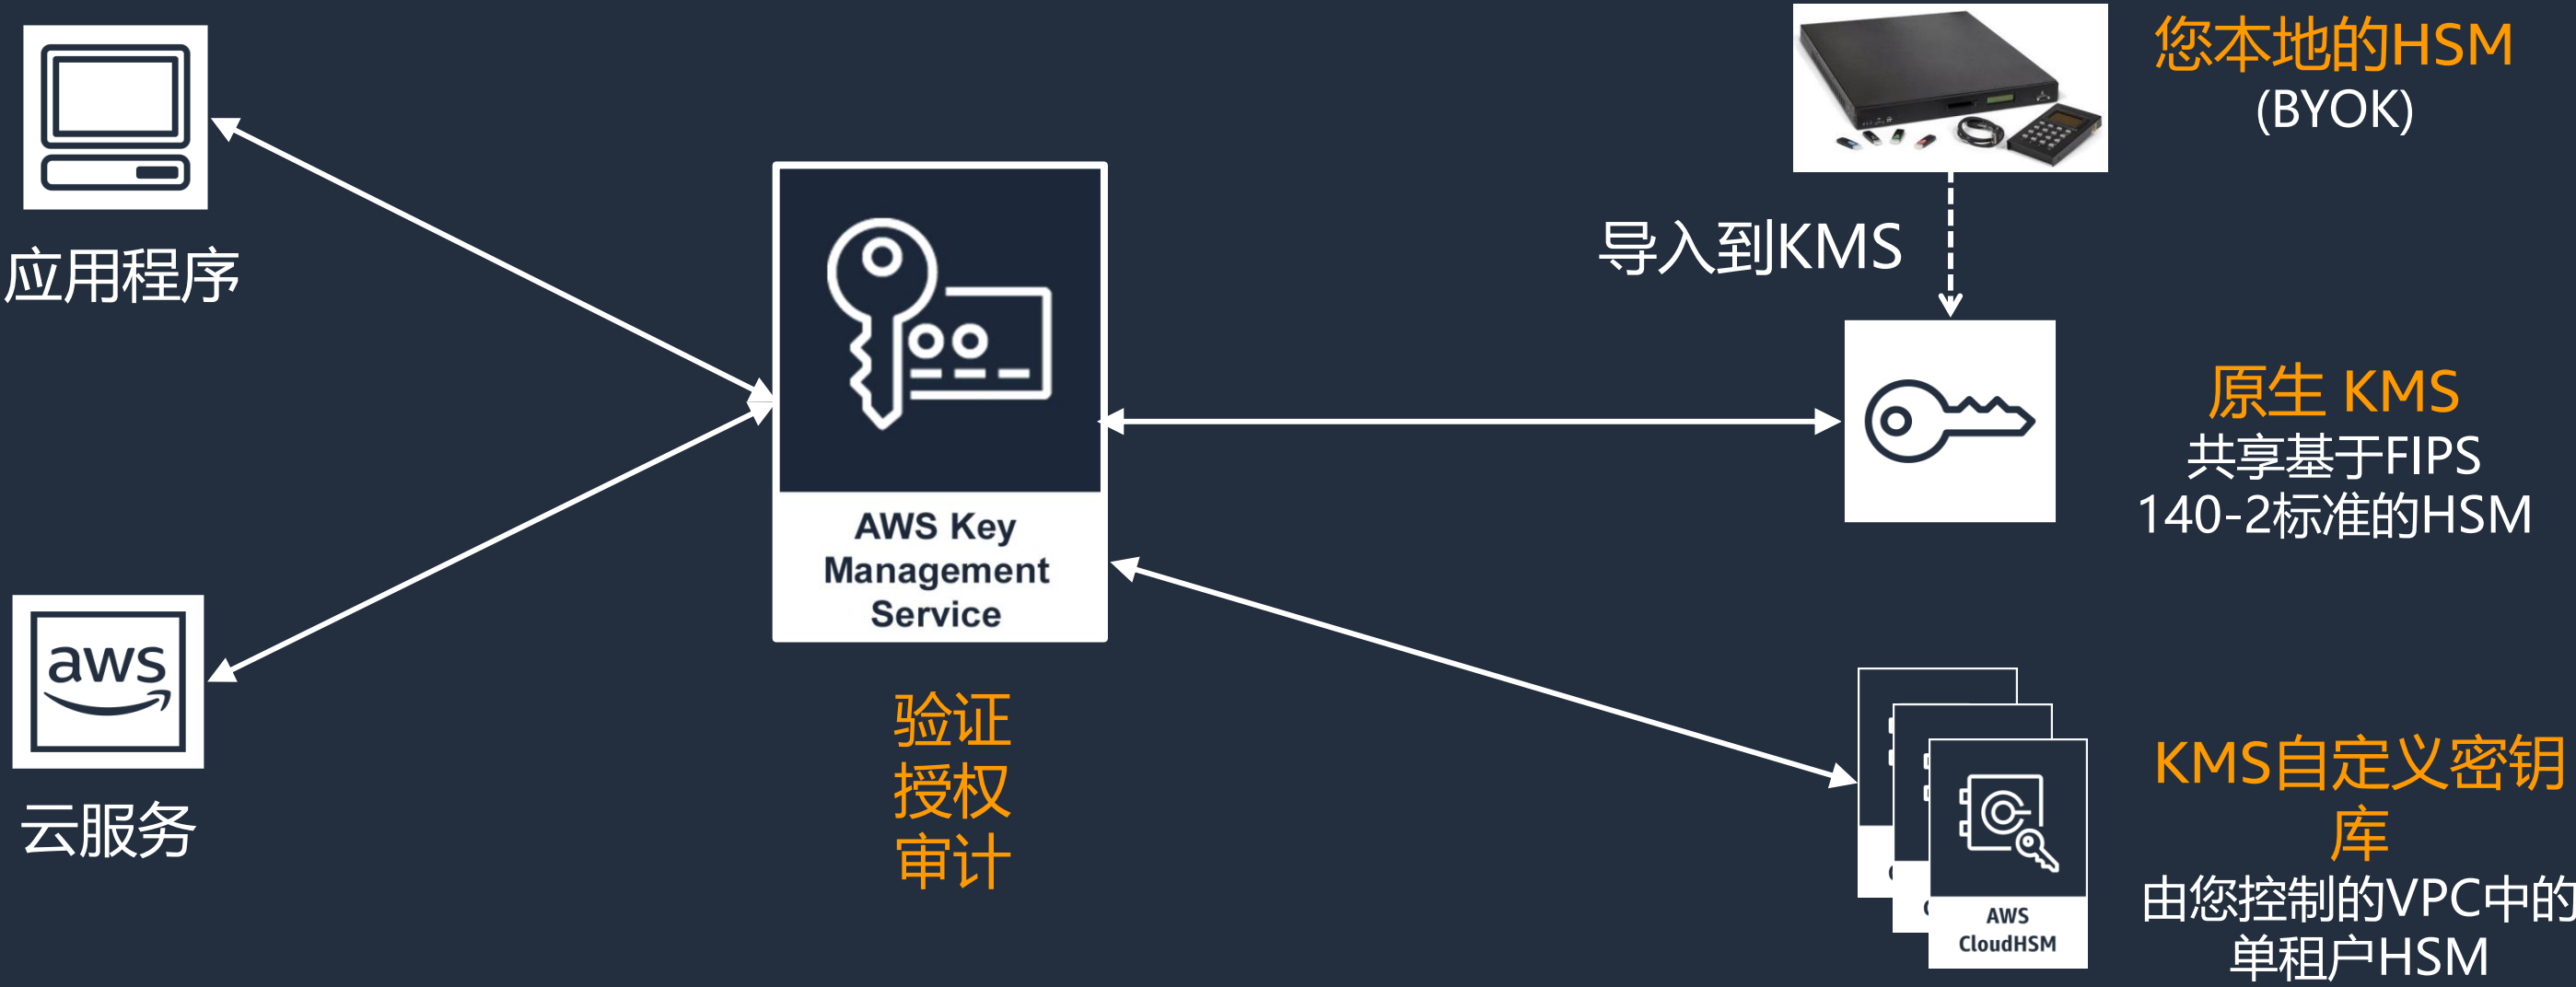 应用程序
aws
云服务
AWS Key
Management
Service
验证
授权
审计
您本地的HSM
(BYOK)
导入到KMS
原生 KMS
共享基于FIPS
140-2标准的HSM
KMS自定义密钥
库
由您控制的VPC中的
单租户HSM
AWS
CloudHSM